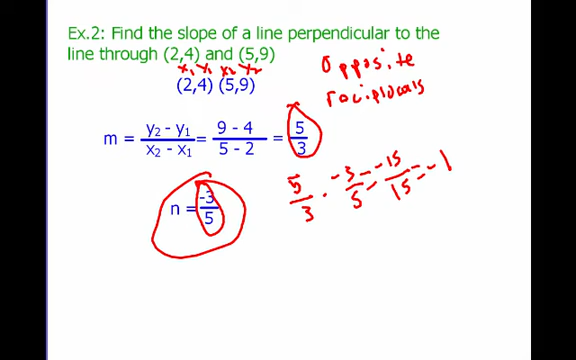 Ex.2: Find the slope of a line perpendicular to the
line through (2,4) and (5,9)
x₁ y₁ x₂ y₂
(2,4) (5,9)
opposite
reciplocals
m = y₂ - y₁ / x₂ - x₁ = 9 - 4 / 5 - 2 = 5 / 3
5/3 · -3/5 = -15/15 = -1
n = -3/5